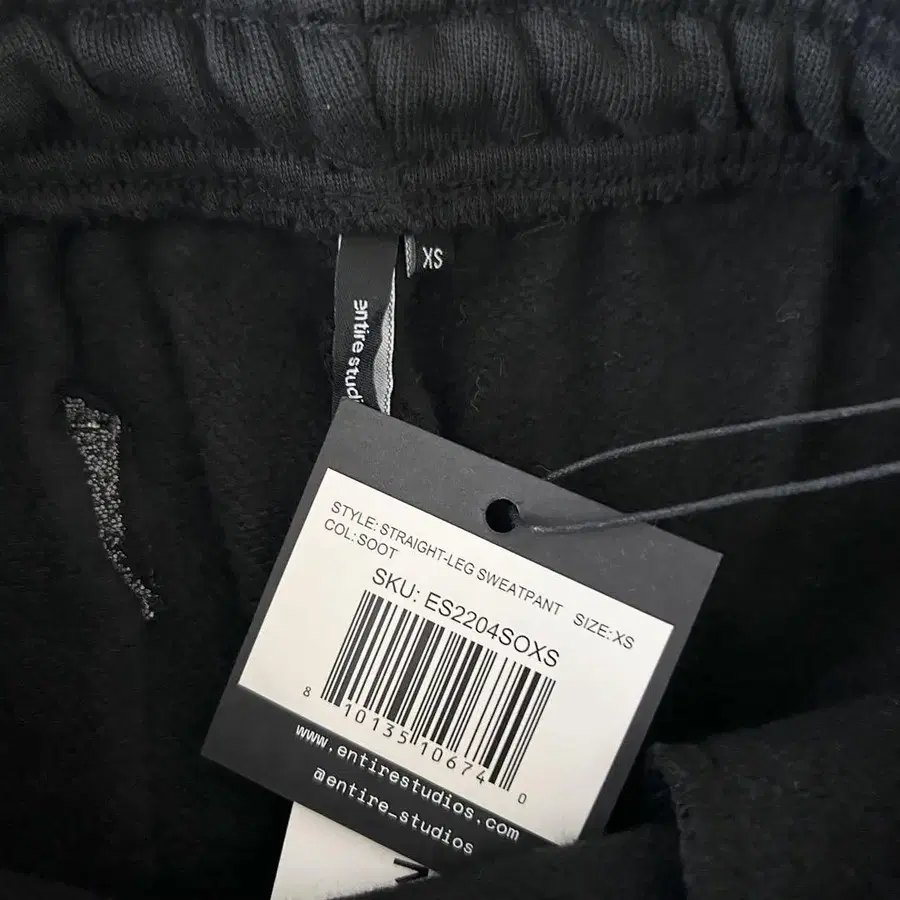 XS
entire studi
STYLE: STRAIGHT-LEG SWEATPANT SIZE: XS
COL: SOOT
SKU: ES2204SOXS
8 10135 10674 0
www.entirestudios.com
@entire_studios